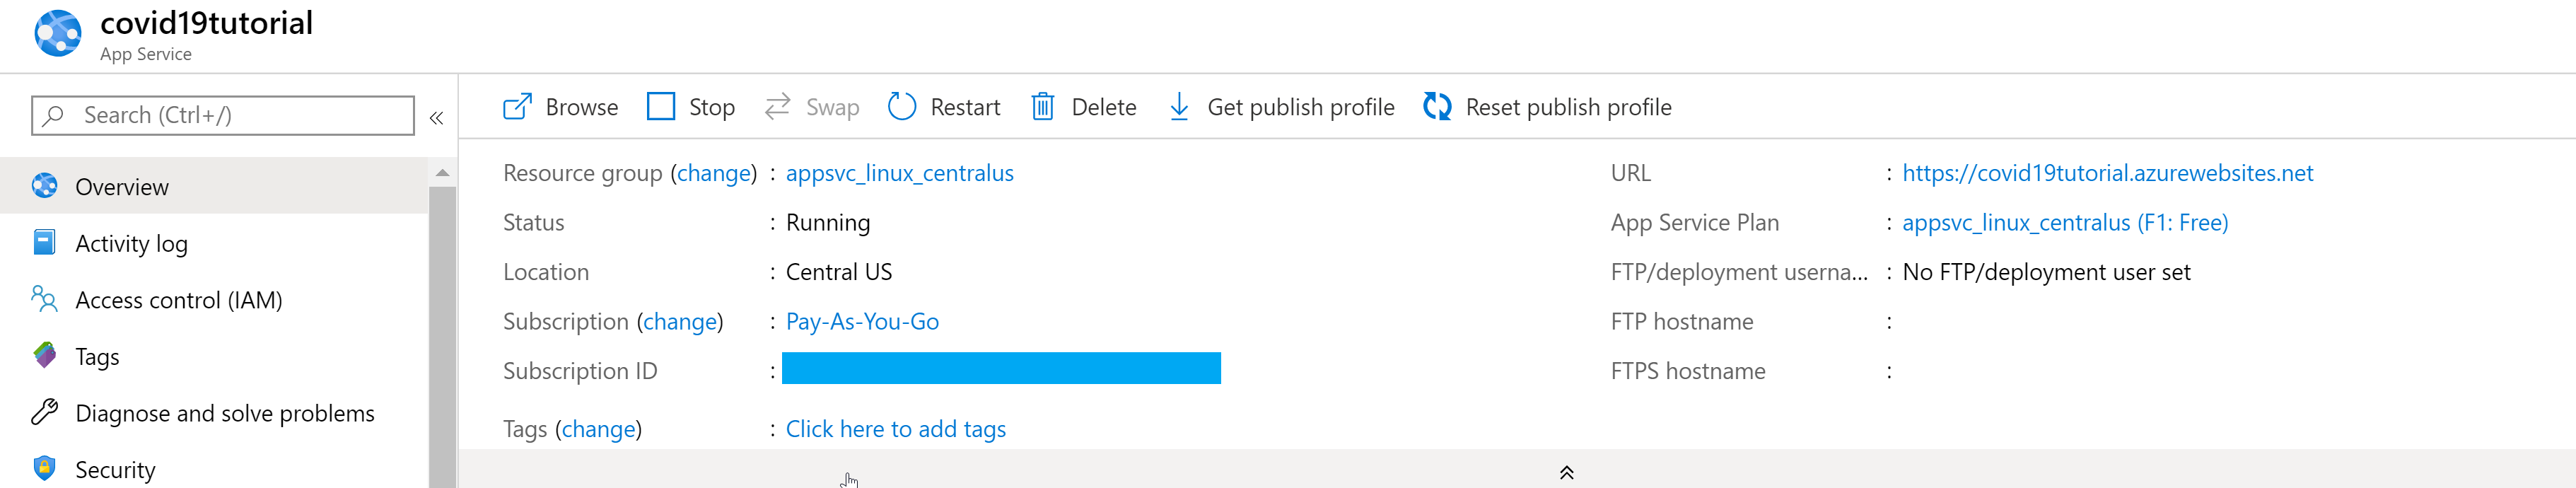 covid19tutorial
App Service
Search (Ctrl+/)
Overview
Activity log
Access control (IAM)
Tags
Diagnose and solve problems
Security
Browse Stop Swap Restart Delete Get publish profile Reset publish profile
Resource group (change) : appsvc_linux_centralus
Status : Running
Location : Central US
Subscription (change) : Pay-As-You-Go
Subscription ID :
Tags (change) : Click here to add tags
URL : https://covid19tutorial.azurewebsites.net
App Service Plan : appsvc_linux_centralus (F1: Free)
FTP/deployment userna... : No FTP/deployment user set
FTP hostname :
FTPS hostname :